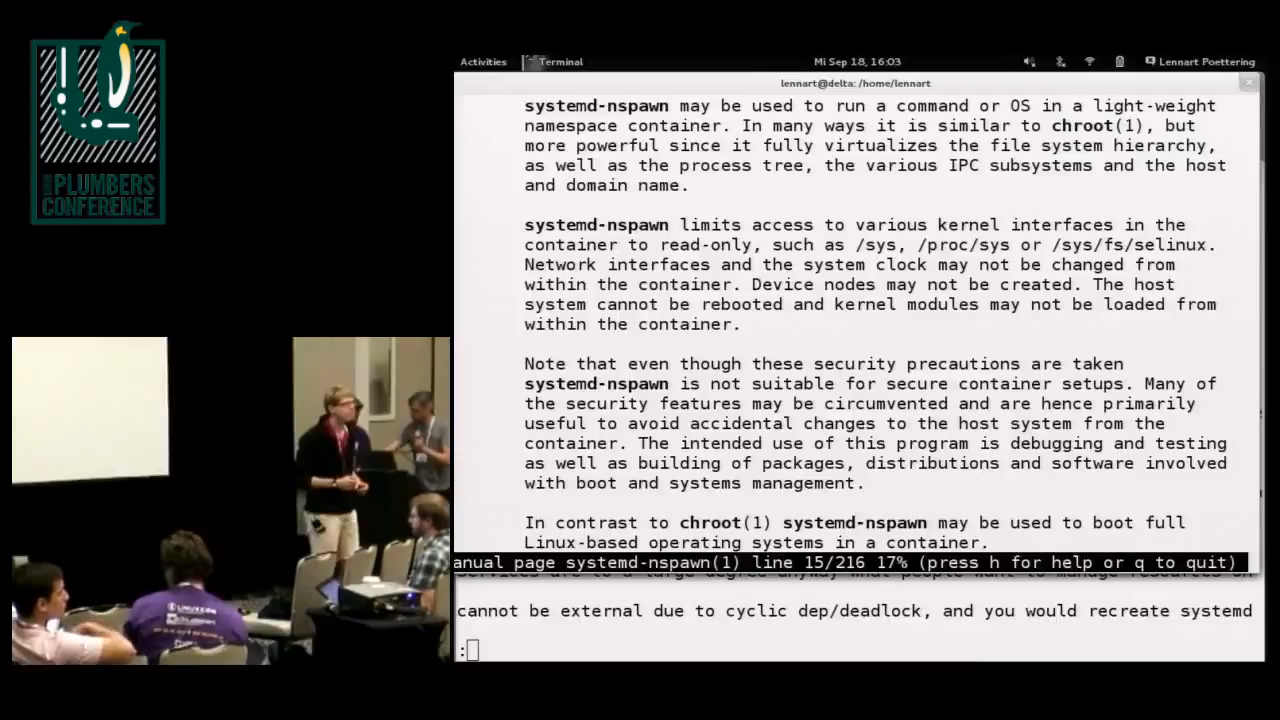 PLUMBERS
CONFERENCE
Activities
Terminal
Mi Sep 18, 16:03
Lennart Poettering
lennart@delta: /home/lennart
systemd-nspawn may be used to run a command or OS in a light-weight
namespace container. In many ways it is similar to chroot(1), but
more powerful since it fully virtualizes the file system hierarchy,
as well as the process tree, the various IPC subsystems and the host
and domain name.
systemd-nspawn limits access to various kernel interfaces in the
container to read-only, such as /sys, /proc/sys or /sys/fs/selinux.
Network interfaces and the system clock may not be changed from
within the container. Device nodes may not be created. The host
system cannot be rebooted and kernel modules may not be loaded from
within the container.
Note that even though these security precautions are taken
systemd-nspawn is not suitable for secure container setups. Many of
the security features may be circumvented and are hence primarily
useful to avoid accidental changes to the host system from the
container. The intended use of this program is debugging and testing
as well as building of packages, distributions and software involved
with boot and systems management.
In contrast to chroot(1) systemd-nspawn may be used to boot full
Linux-based operating systems in a container.
anual page systemd-nspawn(1) line 15/216 17% (press h for help or q to quit)
cannot be external due to cyclic dep/deadlock, and you would recreate systemd
: